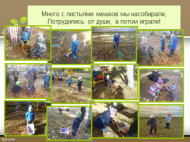 Много с листьями мешков мы насобирали,
Потрудились от души, а потом играли!